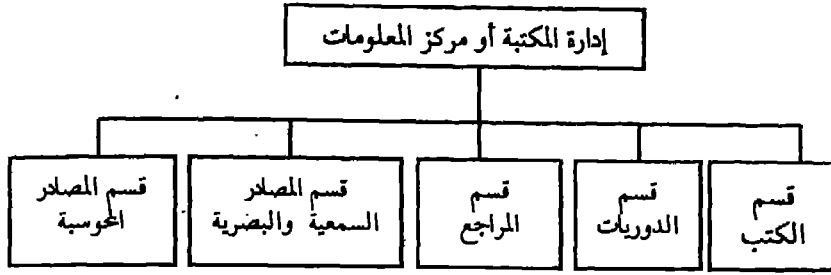 إدارة المكتبة أو مركز المعلومات
قسم
الكتب
قسم
الدوريات
قسم
المراجع
قسم المصادر
السمعية والبصرية
قسم المصادر
المحوسبة